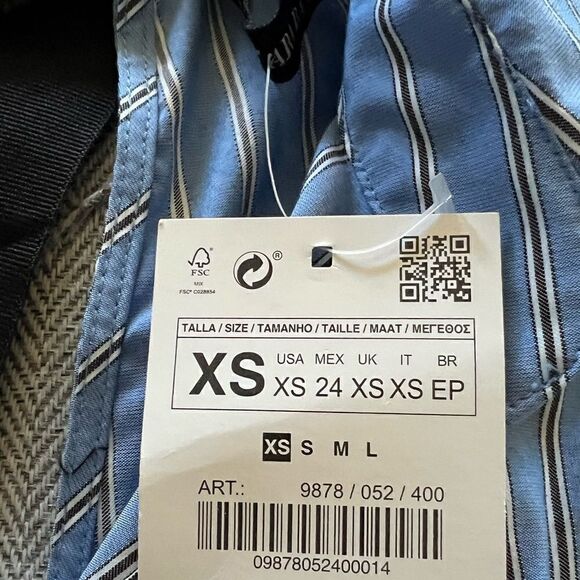 FSC
MIX
FSC® C028854
®
TALLA / SIZE / TAMANHO / TAILLE / MAAT / ΜΕΓΕΘΟΣ
XS USA MEX UK IT BR
XS 24 XS XS EP
XS S M L
ART.: 9878 / 052 / 400
09878052400014